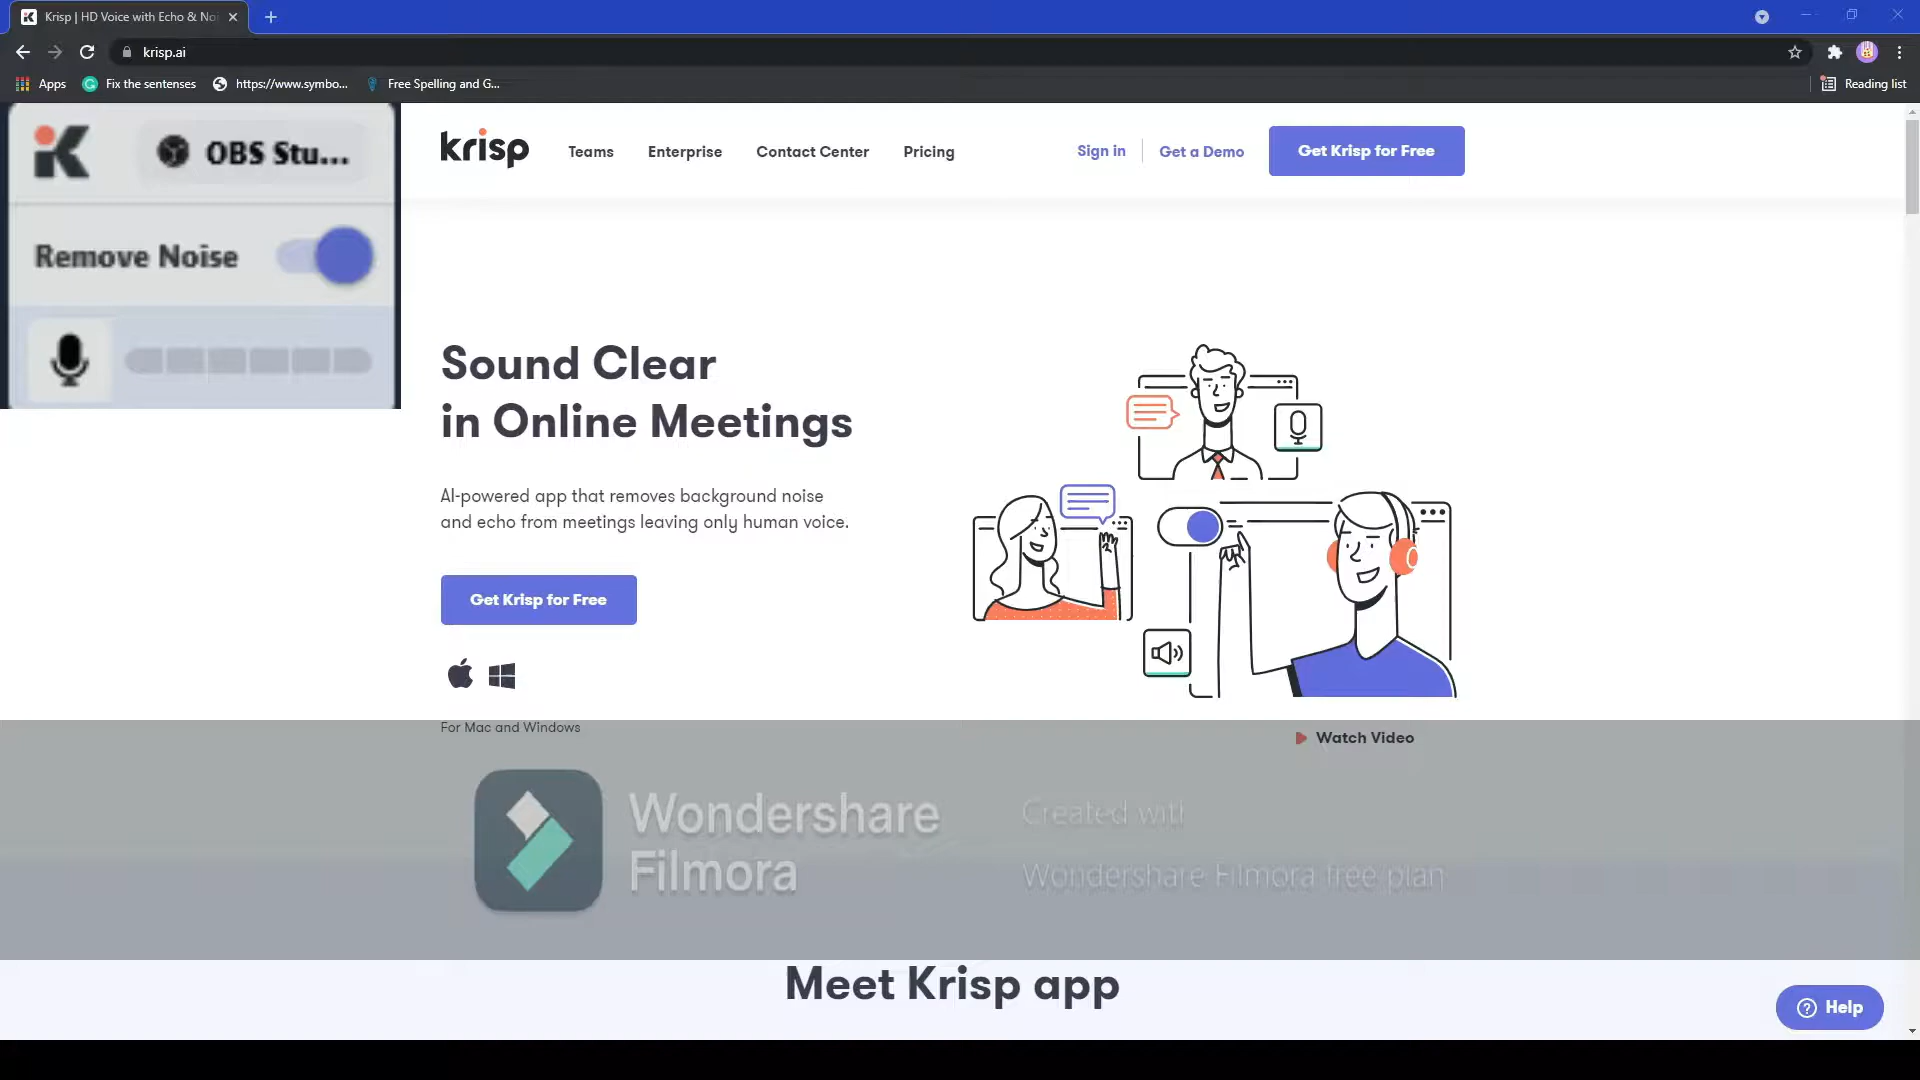 Krisp | HD Voice with Echo & Noi
krisp.ai
Apps
Fix the sentences
https://www.symbo...
Free Spelling and G...
Reading list
OBS Stu...
Remove Noise
krisp
Teams
Enterprise
Contact Center
Pricing
Sign in
Get a Demo
Get Krisp for Free
Sound Clear
in Online Meetings
AI-powered app that removes background noise
and echo from meetings leaving only human voice.
Get Krisp for Free
For Mac and Windows
Watch Video
Wondershare
Filmora
Created with
Wondershare Filmora free plan
Meet Krisp app
Help